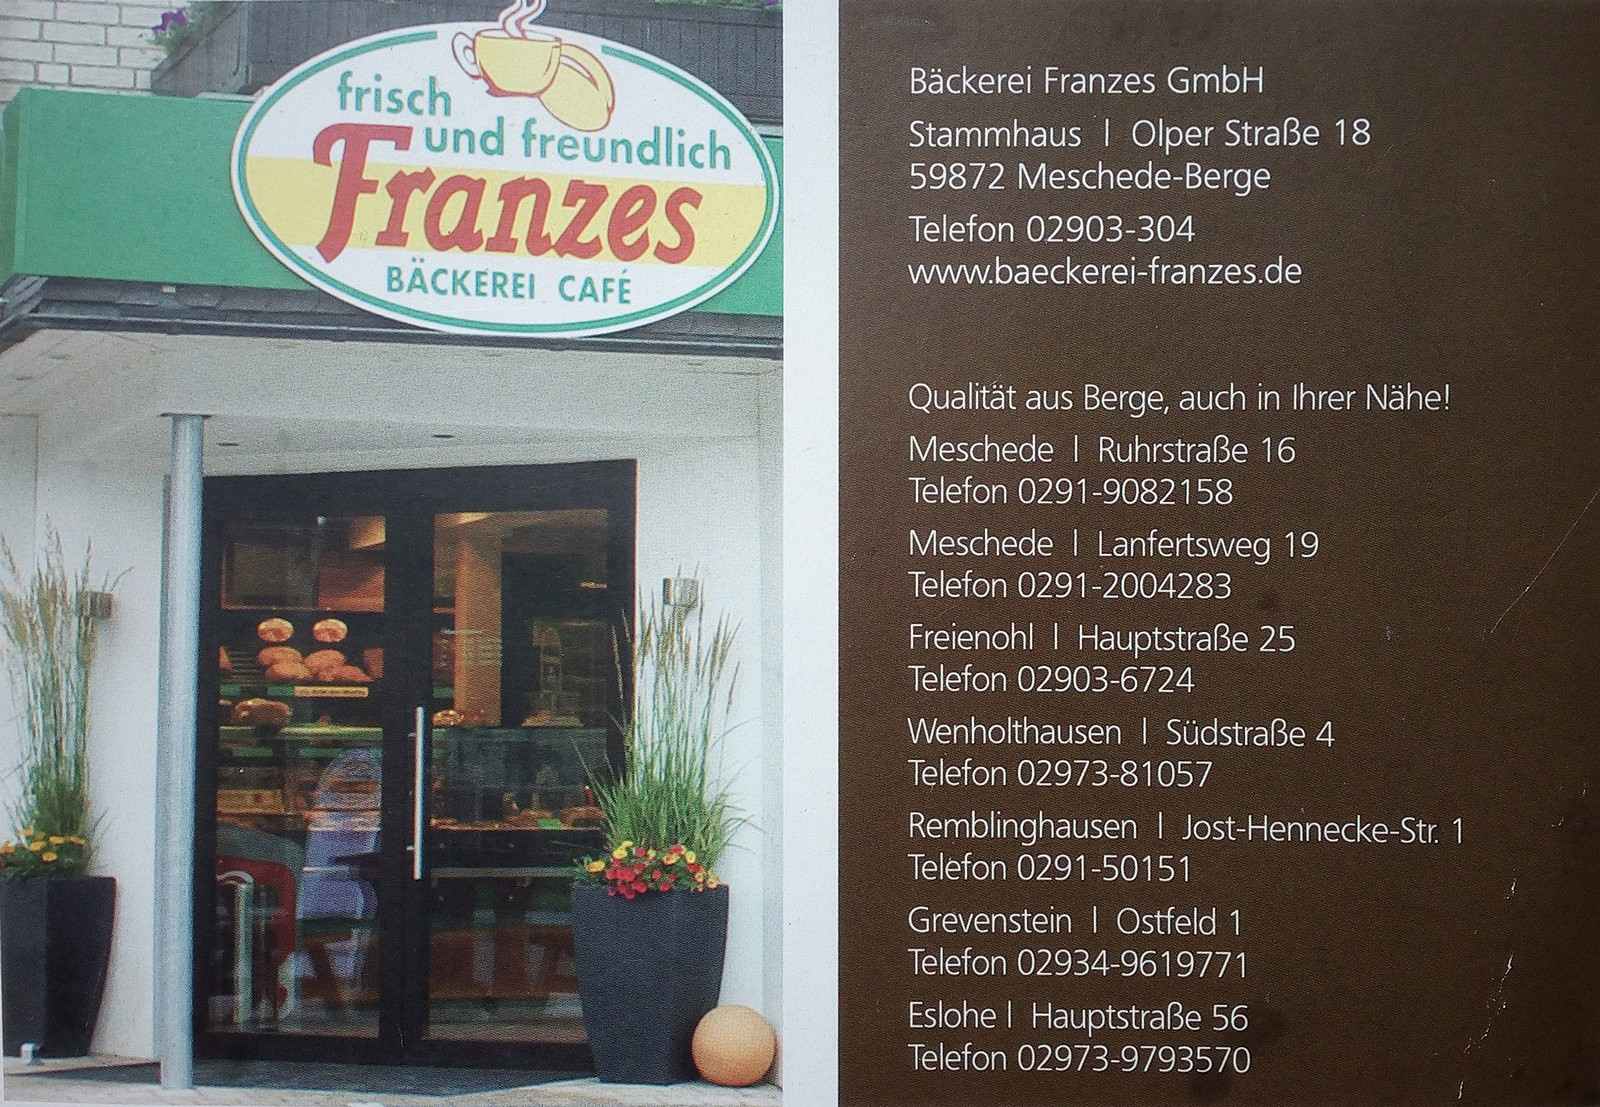 frisch
und freundlich
Franzes
BÄCKEREI CAFÉ
Bäckerei Franzes GmbH
Stammhaus | Olper Straße 18
59872 Meschede-Berge
Telefon 02903-304
www.baeckerei-franzes.de
Qualität aus Berge, auch in Ihrer Nähe!
Meschede | Ruhrstraße 16
Telefon 0291-9082158
Meschede | Lanfertsweg 19
Telefon 0291-2004283
Freienohl | Hauptstraße 25
Telefon 02903-6724
Wenholthausen | Südstraße 4
Telefon 02973-81057
Remblinghausen | Jost-Hennecke-Str. 1
Telefon 0291-50151
Grevenstein | Ostfeld 1
Telefon 02934-9619771
Eslohe | Hauptstraße 56
Telefon 02973-9793570